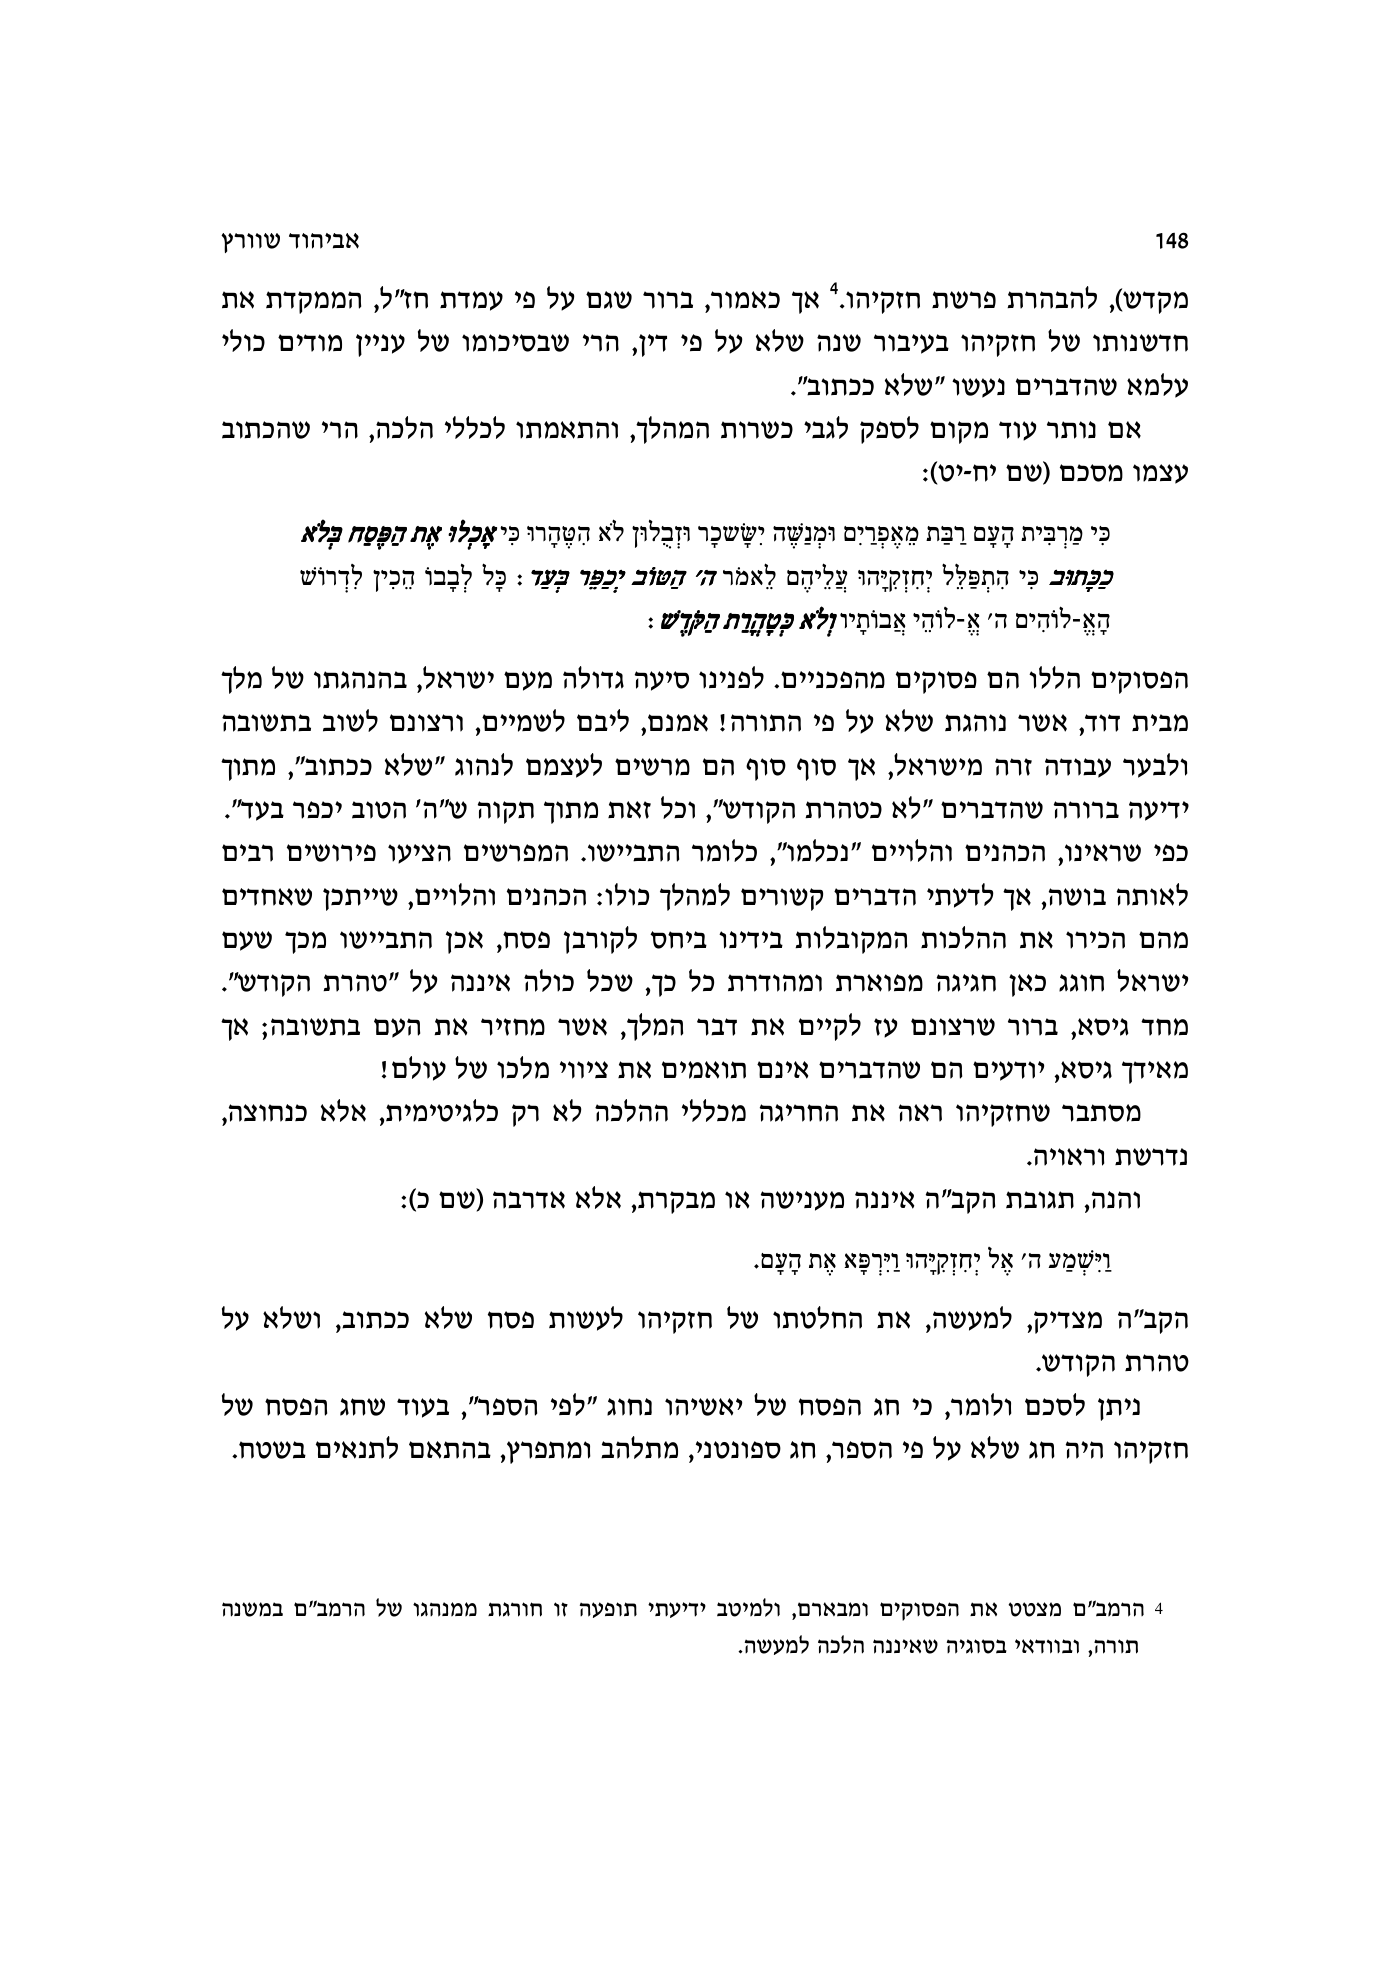 148 אביהוד שוורץ
מקדש), להבהרת פרשת חזקיהו.4 אך כאמור, ברור שגם על פי עמדת חז"ל, הממקדת את
חדשנותו של חזקיהו בעיבור שנה שלא על פי דין, הרי שבסיכומו של עניין מודים כולי
עלמא שהדברים נעשו "שלא ככתוב".
אם נותר עוד מקום לספק לגבי כשרות המהלך, והתאמתו לכללי הלכה, הרי שהכתוב
עצמו מסכם (שם יח-יט):
כִּי מַרְבִּית הָעָם רַבַּת מֵאֶפְרַיִם וּמְנַשֶּׁה יִשָּׂשכָר וּזְבֻלוּן לֹא הִטֶּהָרוּ כִּי אָכְלוּ אֶת הַפֶּסַח בְּלֹא
כַכָּתוּב כִּי הִתְפַּלֵּל יְחִזְקִיָּהוּ עֲלֵיהֶם לֵאמֹר ה' הַטּוֹב יְכַפֵּר בְּעַד : כָּל לְבָבוֹ הֵכִין לִדְרוֹשׁ
הָאֱ-לוֹהִים ה' אֱ-לוֹהֵי אֲבוֹתָיו וְלֹא כְּטָהֳרַת הַקֹּדֶשׁ :
הפסוקים הללו הם פסוקים מהפכניים. לפנינו סיעה גדולה מעם ישראל, בהנהגתו של מלך
מבית דוד, אשר נוהגת שלא על פי התורה! אמנם, ליבם לשמיים, ורצונם לשוב בתשובה
ולבער עבודה זרה מישראל, אך סוף סוף הם מרשים לעצמם לנהוג "שלא ככתוב", מתוך
ידיעה ברורה שהדברים "לא כטהרת הקודש", וכל זאת מתוך תקוה ש"ה' הטוב יכפר בעד".
כפי שראינו, הכהנים והלויים "נכלמו", כלומר התביישו. המפרשים הציעו פירושים רבים
לאותה בושה, אך לדעתי הדברים קשורים למהלך כולו: הכהנים והלויים, שייתכן שאחדים
מהם הכירו את ההלכות המקובלות בידינו ביחס לקורבן פסח, אכן התביישו מכך שעם
ישראל חוגג כאן חגיגה מפוארת ומהודרת כל כך, שכל כולה איננה על "טהרת הקודש".
מחד גיסא, ברור שרצונם עז לקיים את דבר המלך, אשר מחזיר את העם בתשובה; אך
מאידך גיסא, יודעים הם שהדברים אינם תואמים את ציווי מלכו של עולם!
מסתבר שחזקיהו ראה את החריגה מכללי ההלכה לא רק כלגיטימית, אלא כנחוצה,
נדרשת וראויה.
והנה, תגובת הקב"ה איננה מענישה או מבקרת, אלא אדרבה (שם כ):
וַיִּשְׁמַע ה' אֶל יְחִזְקִיָּהוּ וַיִּרְפָּא אֶת הָעָם.
הקב"ה מצדיק, למעשה, את החלטתו של חזקיהו לעשות פסח שלא ככתוב, ושלא על
טהרת הקודש.
ניתן לסכם ולומר, כי חג הפסח של יאשיהו נחוג "לפי הספר", בעוד שחג הפסח של
חזקיהו היה חג שלא על פי הספר, חג ספונטני, מתלהב ומתפרץ, בהתאם לתנאים בשטח.
4 הרמב"ם מצטט את הפסוקים ומבארם, ולמיטב ידיעתי תופעה זו חורגת ממנהגו של הרמב"ם במשנה
תורה, ובוודאי בסוגיה שאיננה הלכה למעשה.